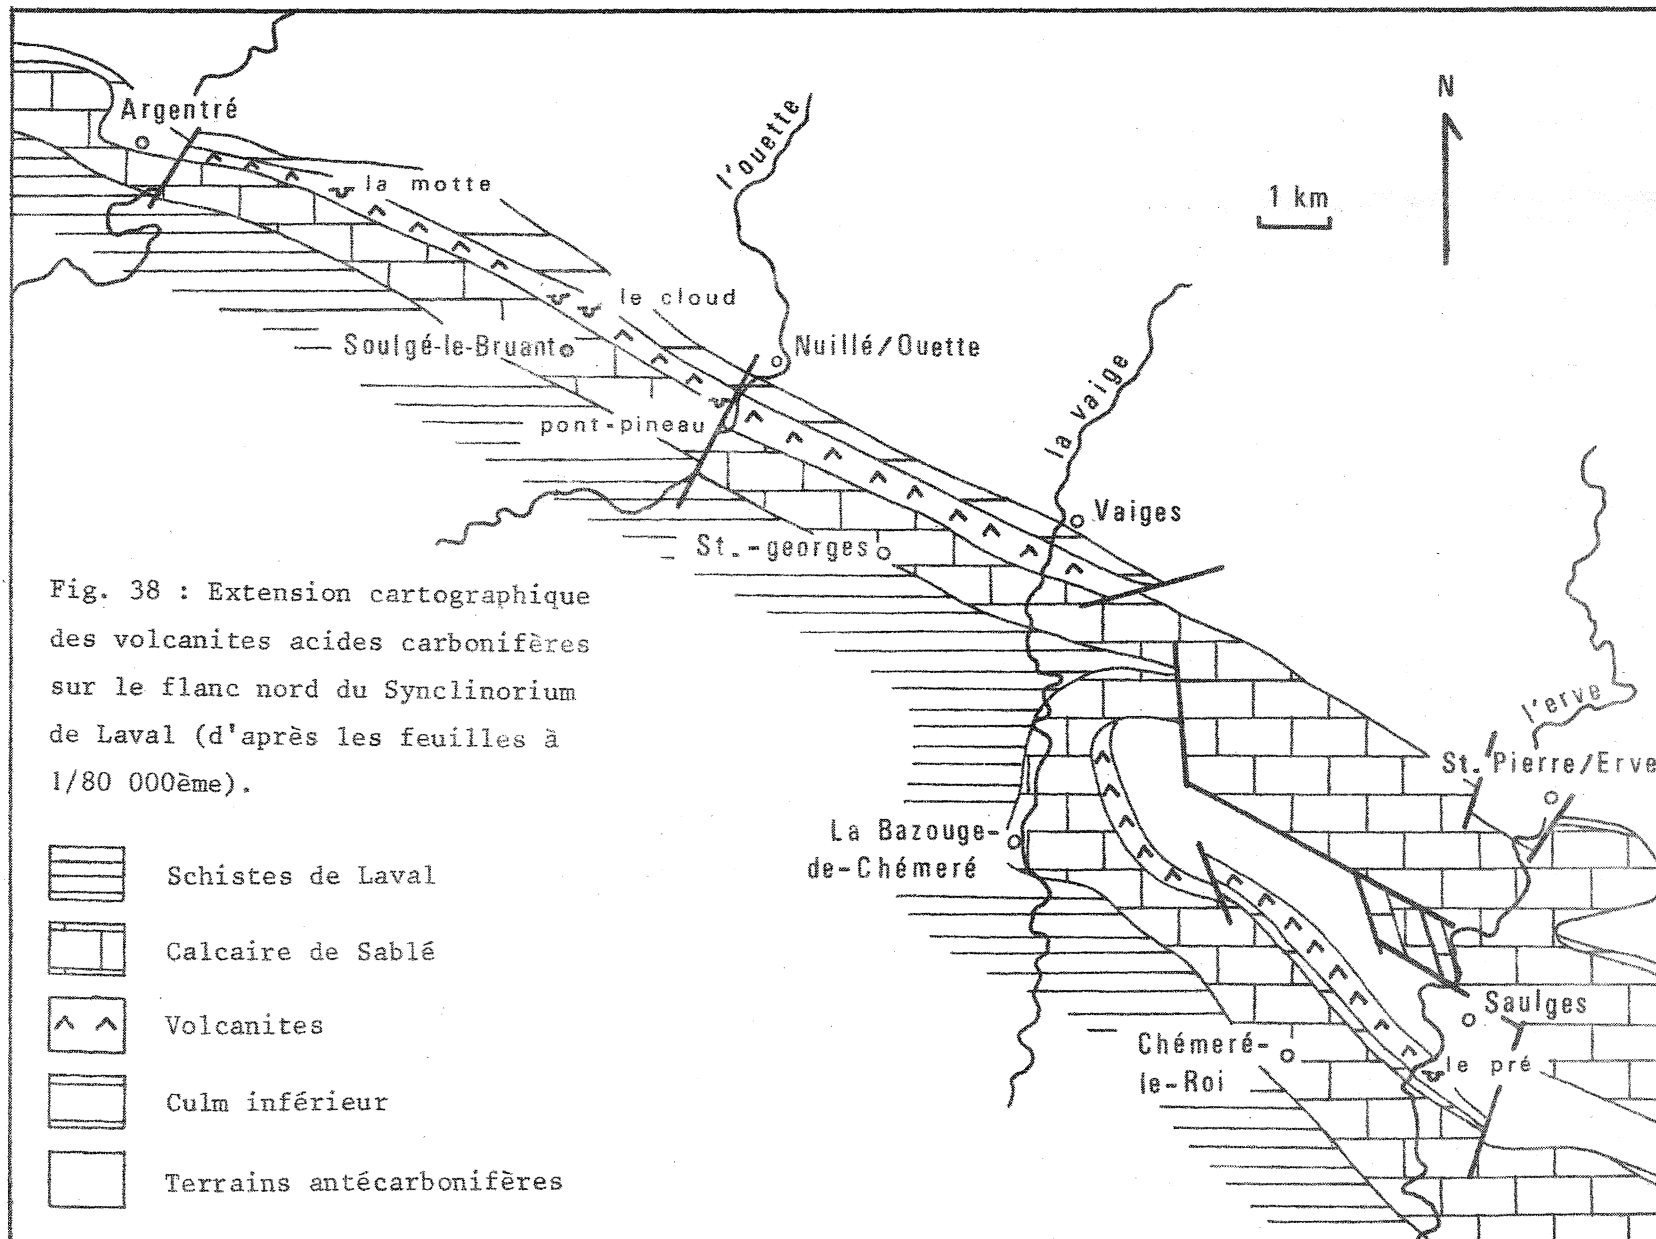 N
Argentré
l'ouette
la motte
1 km
le cloud
Soulgé-le-Bruant
Nuillé/Ouette
la vaige
pont-pineau
Vaiges
St.-georges
Fig. 38 : Extension cartographique
des volcanites acides carbonifères
sur le flanc nord du Synclinorium
de Laval (d'après les feuilles à
1/80 000ème).
l'erve
St. Pierre/Erve
La Bazouge-
de-Chémeré
Schistes de Laval
Calcaire de Sablé
Saulges
Volcanites
Chémeré-
le-Roi
le pré
Culm inférieur
Terrains antécarbonifères